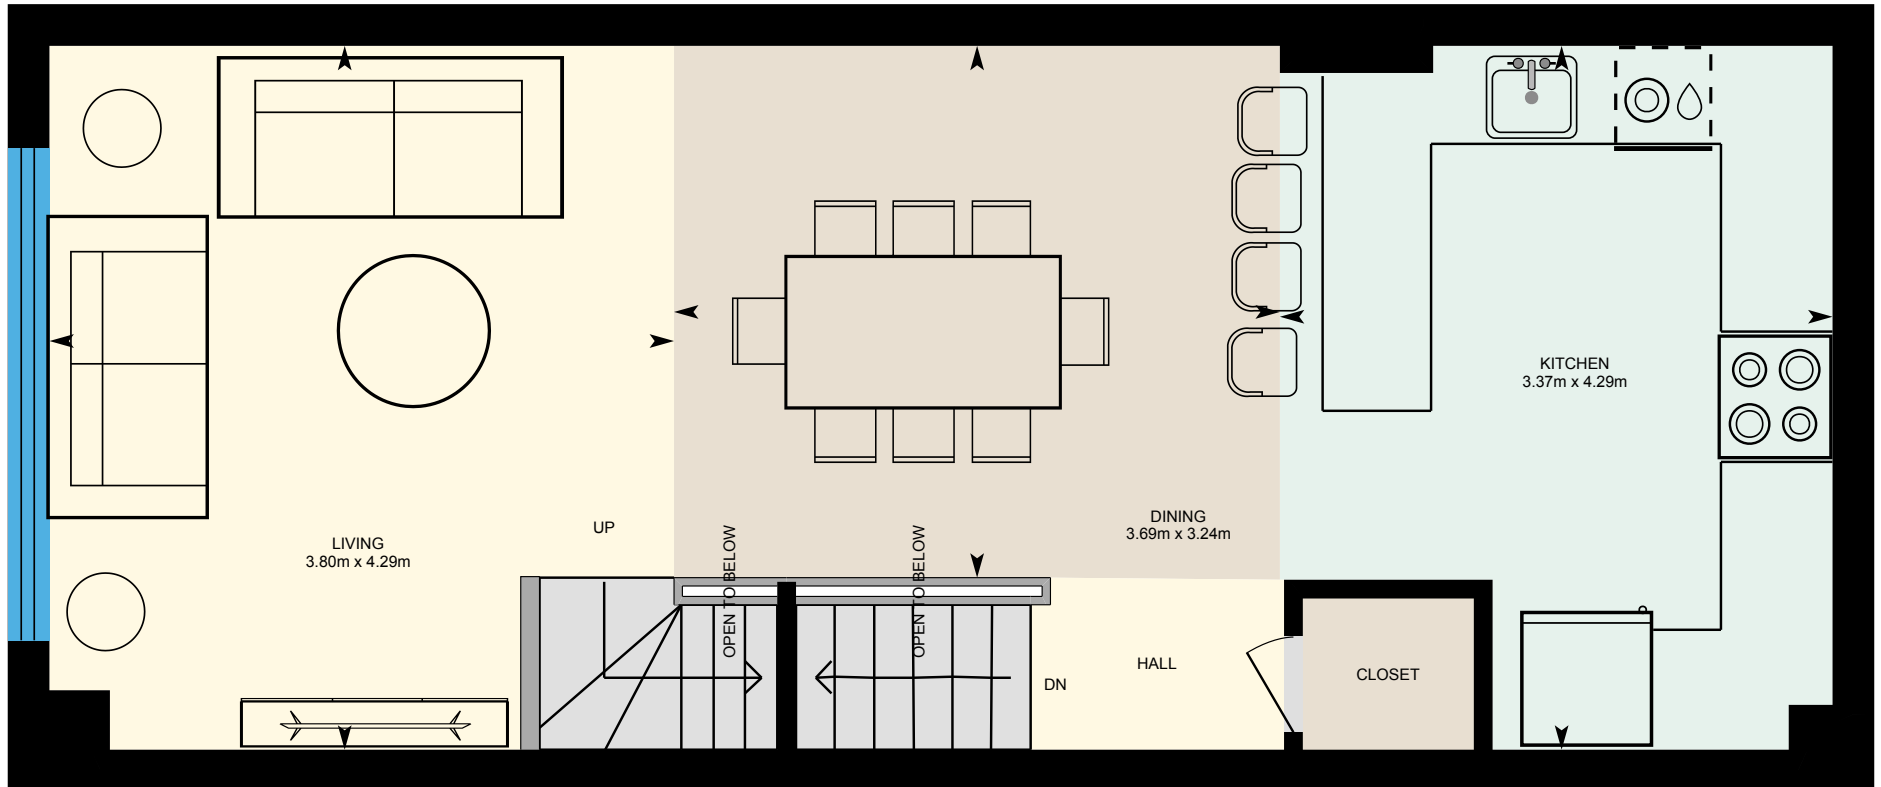 LIVING
3.80m x 4.29m
UP
OPEN TO BELOW
OPEN TO BELOW
DINING
3.69m x 3.24m
DN
HALL
CLOSET
KITCHEN
3.37m x 4.29m